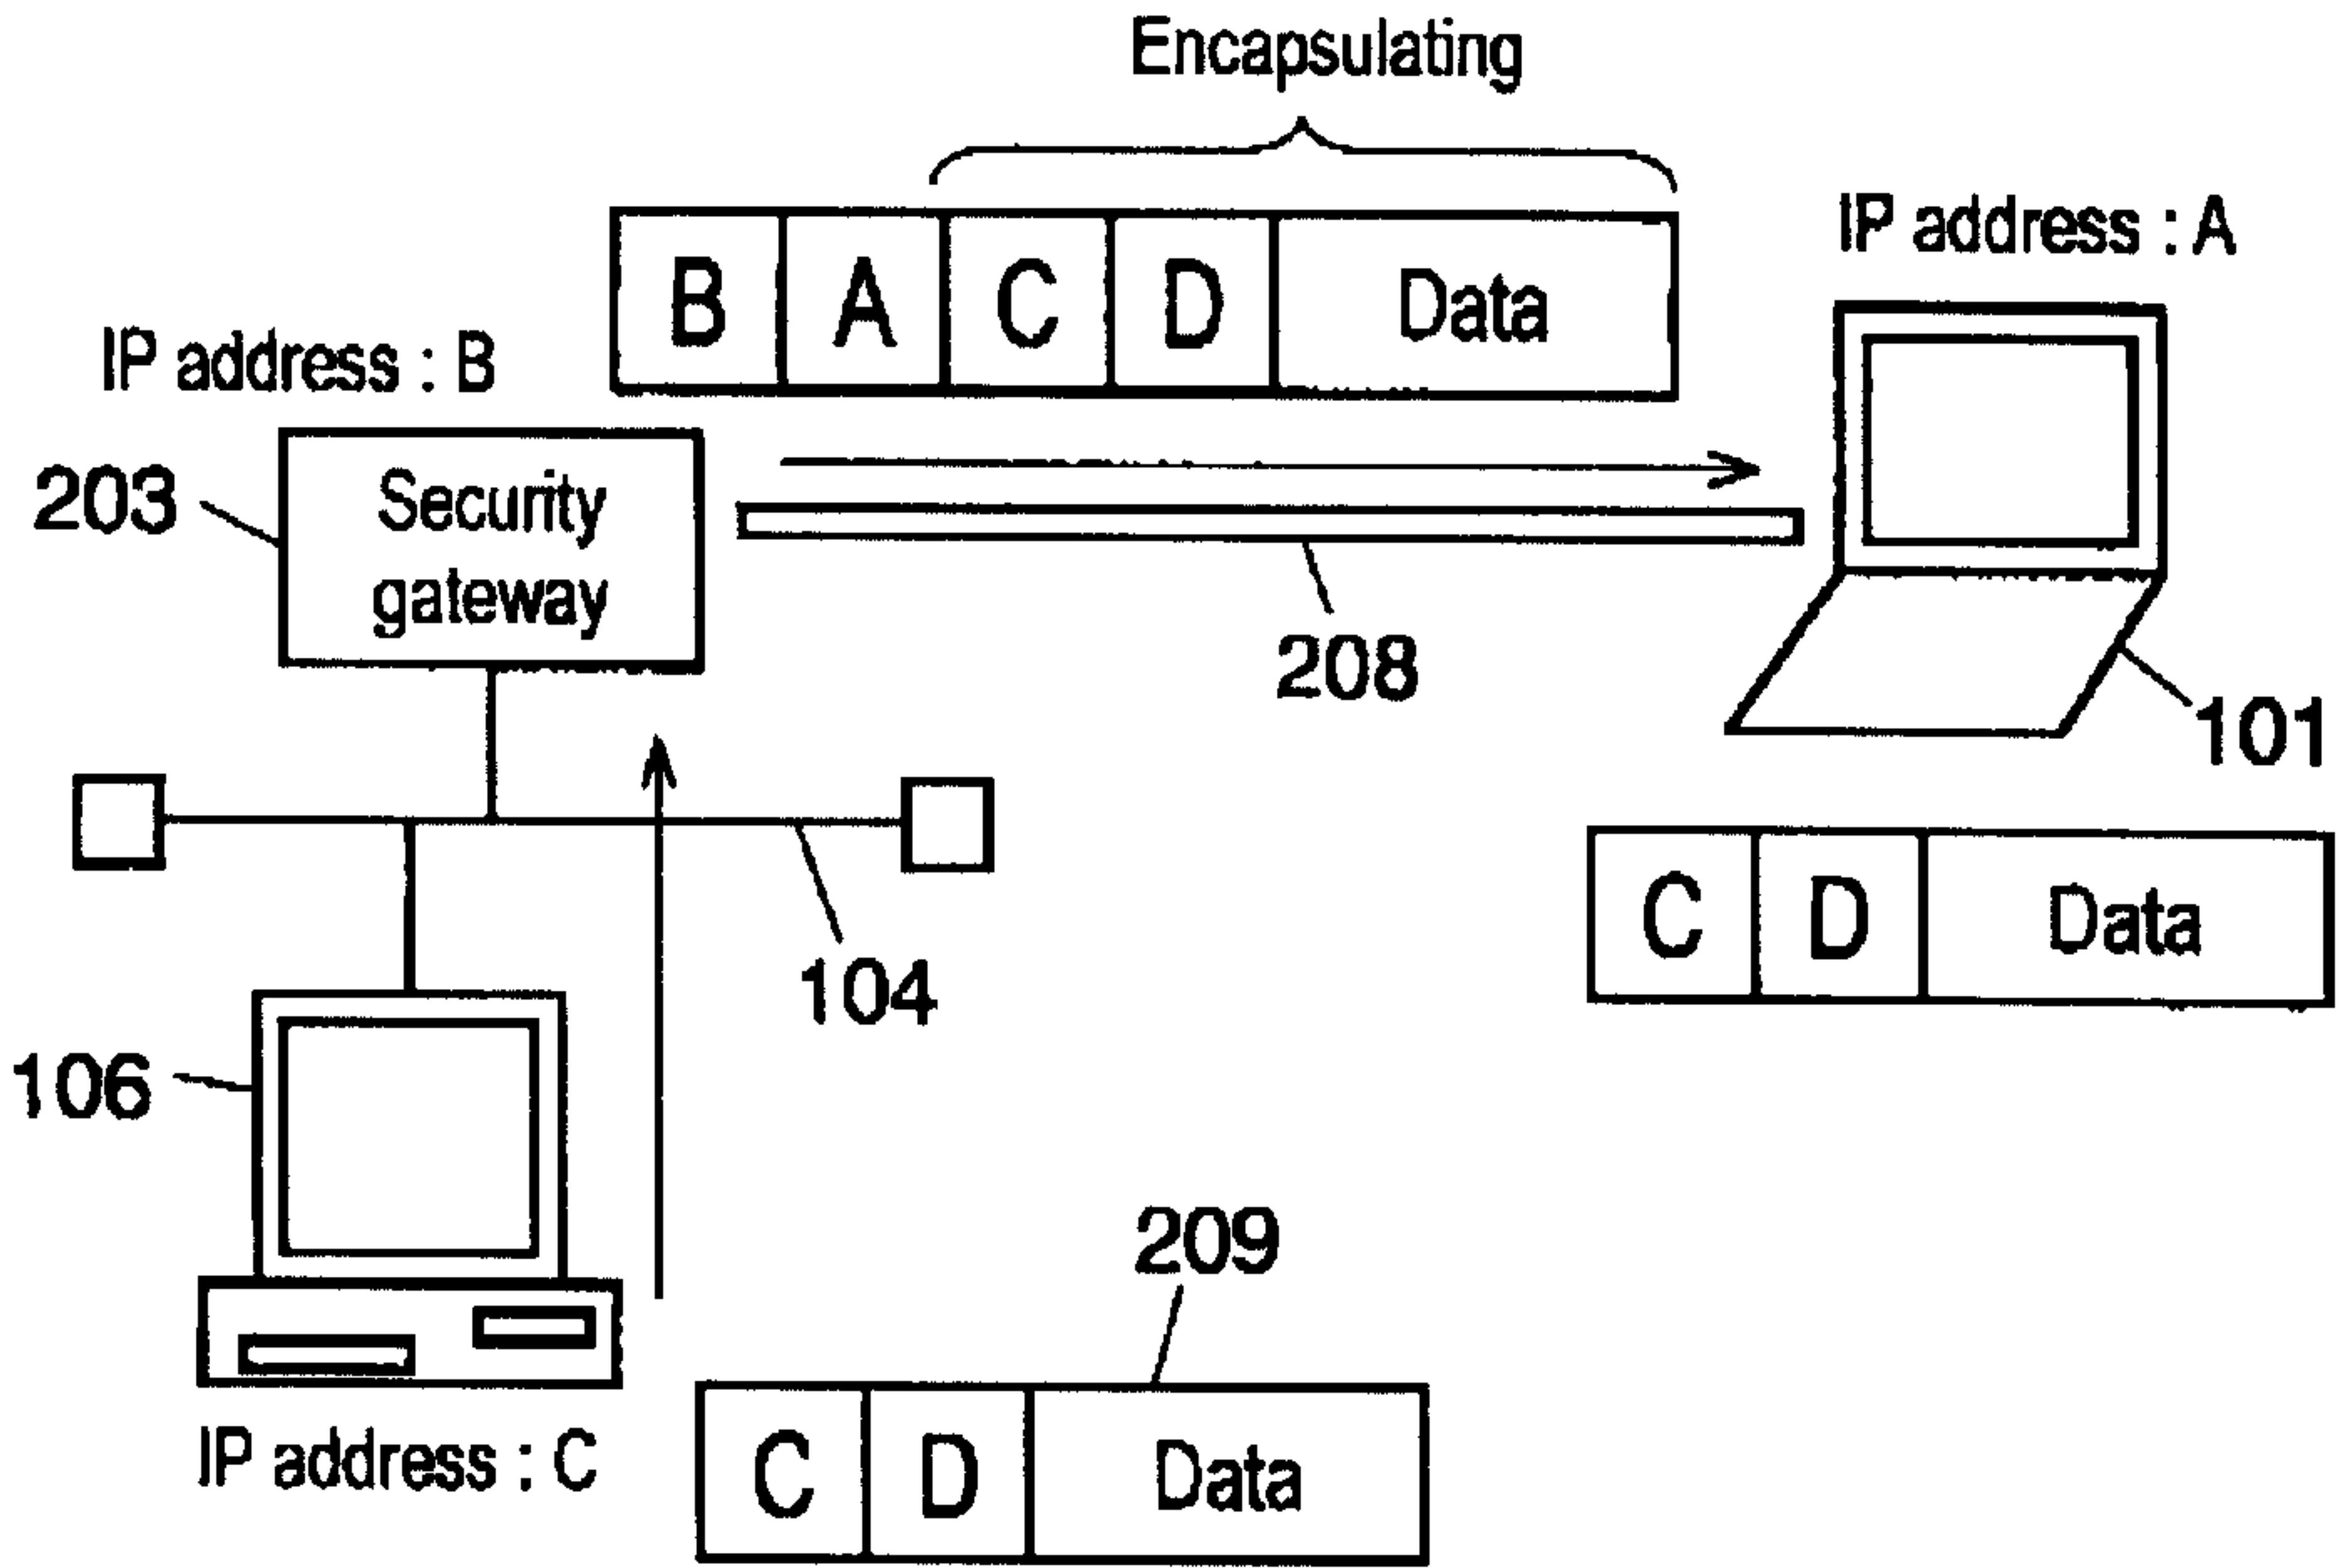 Encapsulating
B A C D Data
IP address : A
IP address : B
203
Security
gateway
208
101
104
C D Data
106
209
IP address : C
C D Data